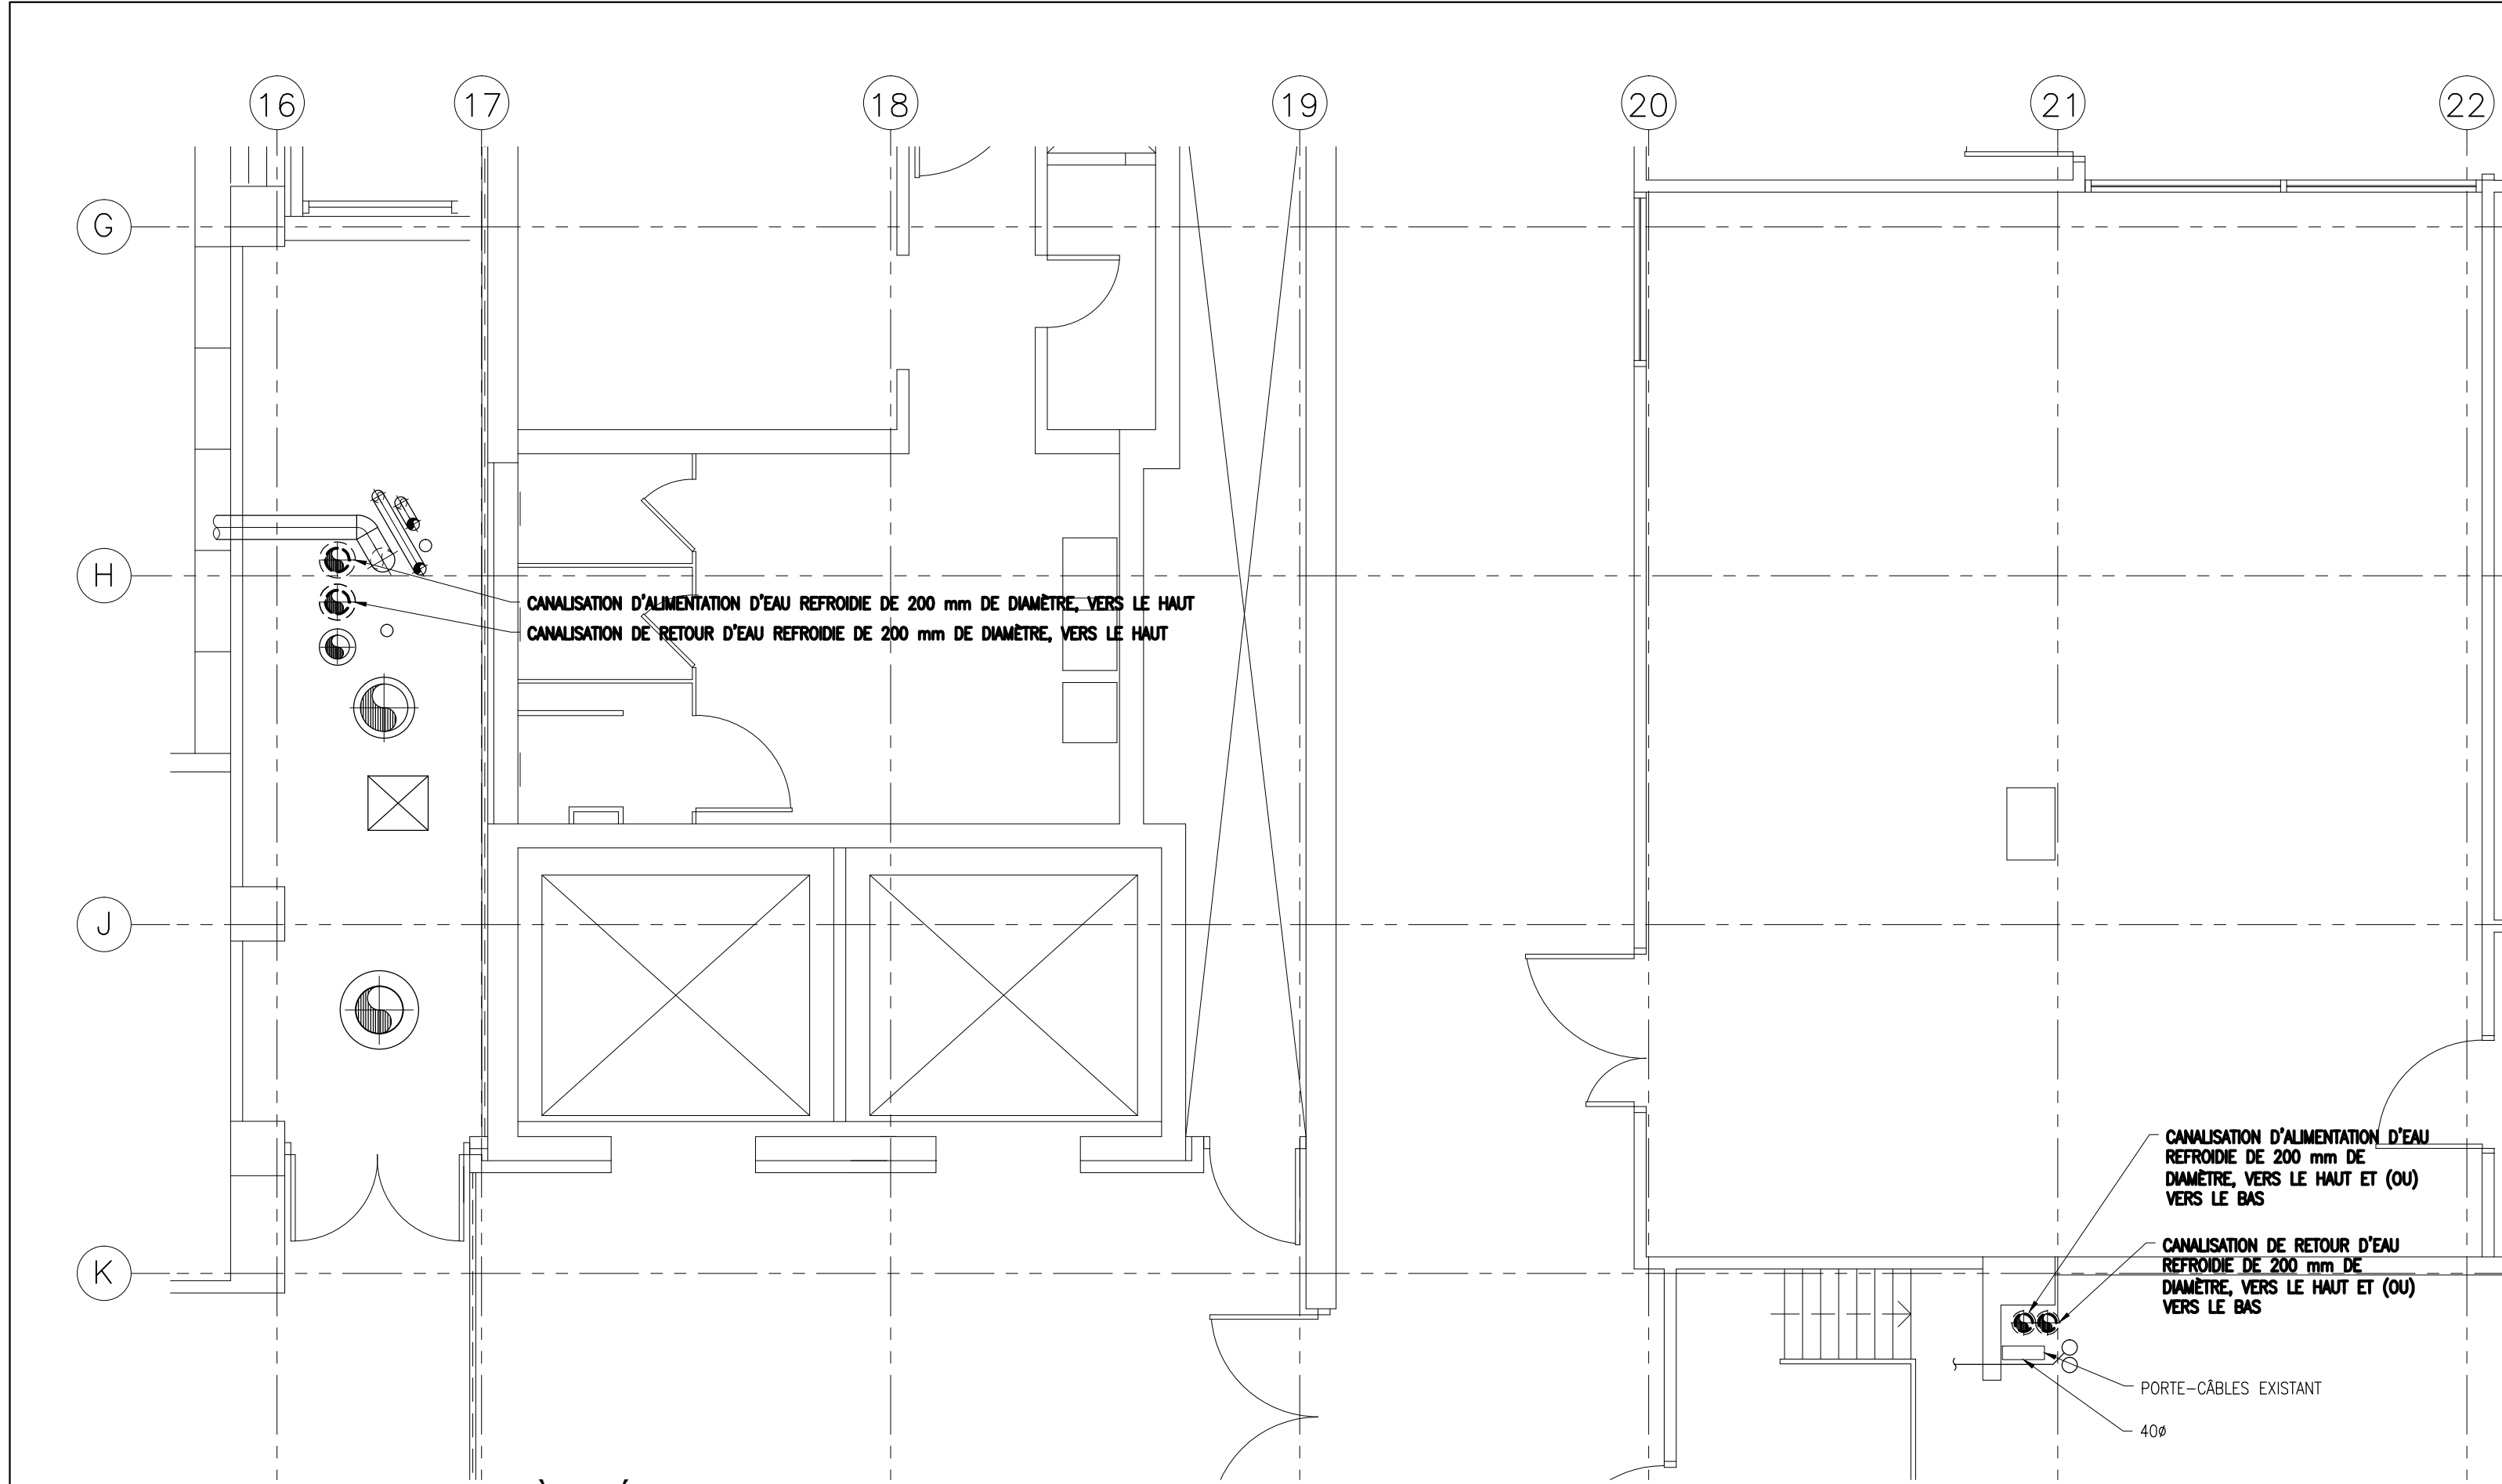 16 17 18 19 20 21 22
G
H
CANALISATION D'ALIMENTATION D'EAU REFROIDIE DE 200 mm DE DIAMÈTRE, VERS LE HAUT
CANALISATION DE RETOUR D'EAU REFROIDIE DE 200 mm DE DIAMÈTRE, VERS LE HAUT
J
CANALISATION D'ALIMENTATION D'EAU
REFROIDIE DE 200 mm DE
DIAMÈTRE, VERS LE HAUT ET (OU)
VERS LE BAS
CANALISATION DE RETOUR D'EAU
REFROIDIE DE 200 mm DE
DIAMÈTRE, VERS LE HAUT ET (OU)
VERS LE BAS
K
PORTE-CÂBLES EXISTANT
40ø